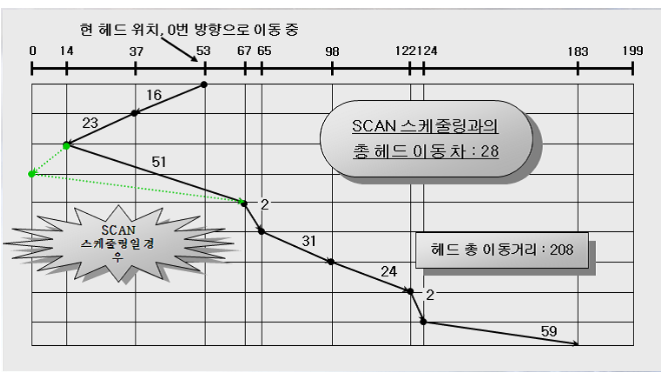 현 헤드 위치, 0번 방향으로 이동 중
0 14 37 53 67 65 98 122 124 183 199
16
23
SCAN 스케줄링과의
총 헤드 이동 차 : 28
51
2
SCAN
스케줄링일 경
우
31
헤드 총 이동거리 : 208
24
2
59